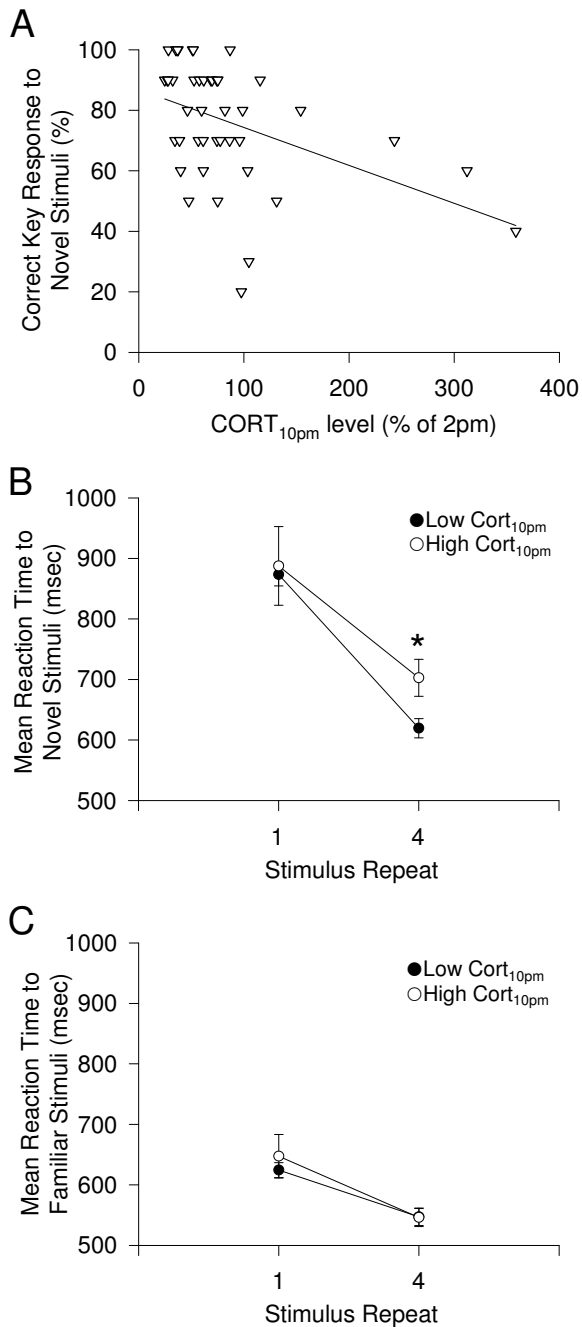 A
Correct Key Response to
Novel Stimuli (%)
100
80
60
40
20
0
0 100 200 300 400
CORT10pm level (% of 2pm)
B
Mean Reaction Time to
Novel Stimuli (msec)
1000
900
800
700
600
500
Low Cort10pm
High Cort10pm
*
1 4
Stimulus Repeat
C
Mean Reaction Time to
Familiar Stimuli (msec)
1000
900
800
700
600
500
Low Cort10pm
High Cort10pm
1 4
Stimulus Repeat